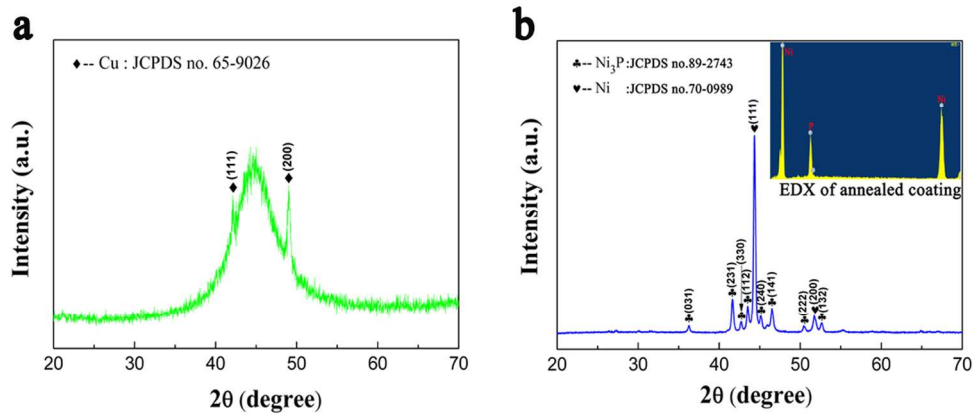 a
♦-- Cu : JCPDS no. 65-9026
(111)
(200)
Intensity (a.u.)
20 30 40 50 60 70
2θ (degree)
b
♣-- Ni₃P :JCPDS no.89-2743
♥-- Ni :JCPDS no.70-0989
(111)
Ni
P
Ni
EDX of annealed coating
(031)
(231)
(330)
(112)
(240)
(141)
(222)
(200)
(132)
Intensity (a.u.)
20 30 40 50 60 70
2θ (degree)